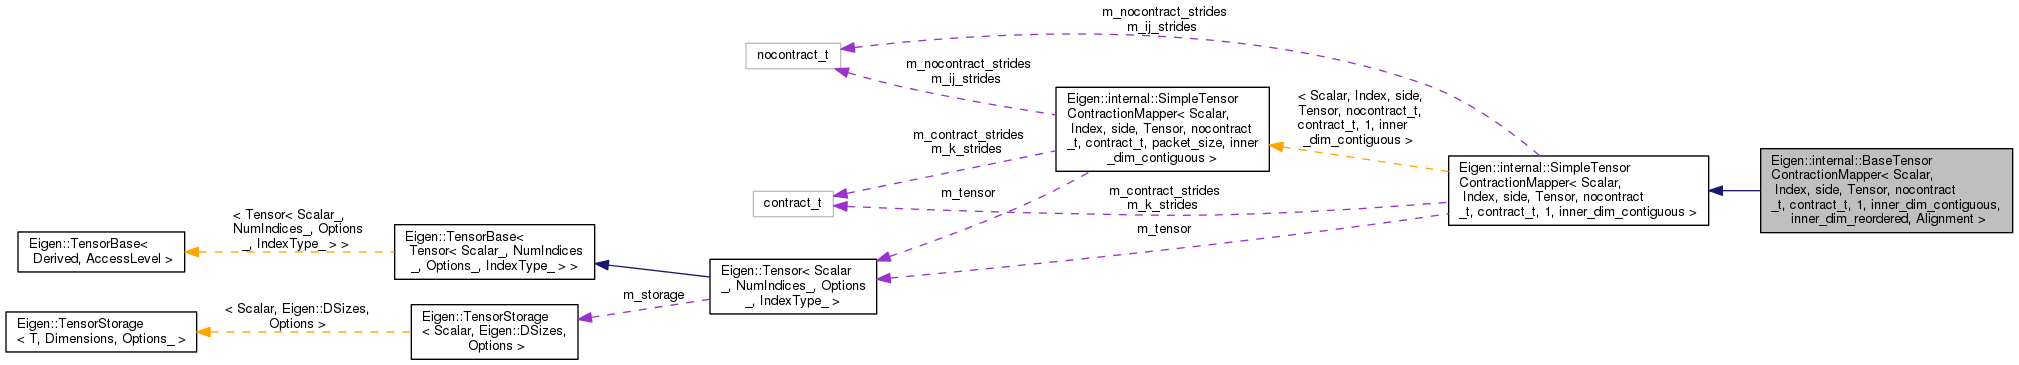 m_nocontract_strides
m_ij_strides
nocontract_t
m_nocontract_strides
m_ij_strides
Eigen::internal::SimpleTensor
ContractionMapper< Scalar,
Index, side, Tensor, nocontract
_t, contract_t, packet_size, inner
_dim_contiguous >
< Scalar, Index, side,
Tensor, nocontract_t,
contract_t, 1, inner
_dim_contiguous >
m_contract_strides
m_k_strides
Eigen::internal::SimpleTensor
ContractionMapper< Scalar,
Index, side, Tensor, nocontract
_t, contract_t, 1, inner_dim_contiguous >
Eigen::internal::BaseTensor
ContractionMapper< Scalar,
Index, side, Tensor, nocontract
_t, contract_t, 1, inner_dim_contiguous,
inner_dim_reordered, Alignment >
contract_t
m_tensor
m_contract_strides
m_k_strides
m_tensor
< Tensor< Scalar_,
NumIndices_, Options
_, IndexType_ > >
Eigen::TensorBase<
Derived, AccessLevel >
Eigen::TensorBase<
Tensor< Scalar_, NumIndices
_, Options_, IndexType_ > >
Eigen::Tensor< Scalar
_, NumIndices_, Options
_, IndexType_ >
m_storage
< Scalar, Eigen::DSizes,
Options >
Eigen::TensorStorage
< T, Dimensions, Options_ >
Eigen::TensorStorage
< Scalar, Eigen::DSizes,
Options >